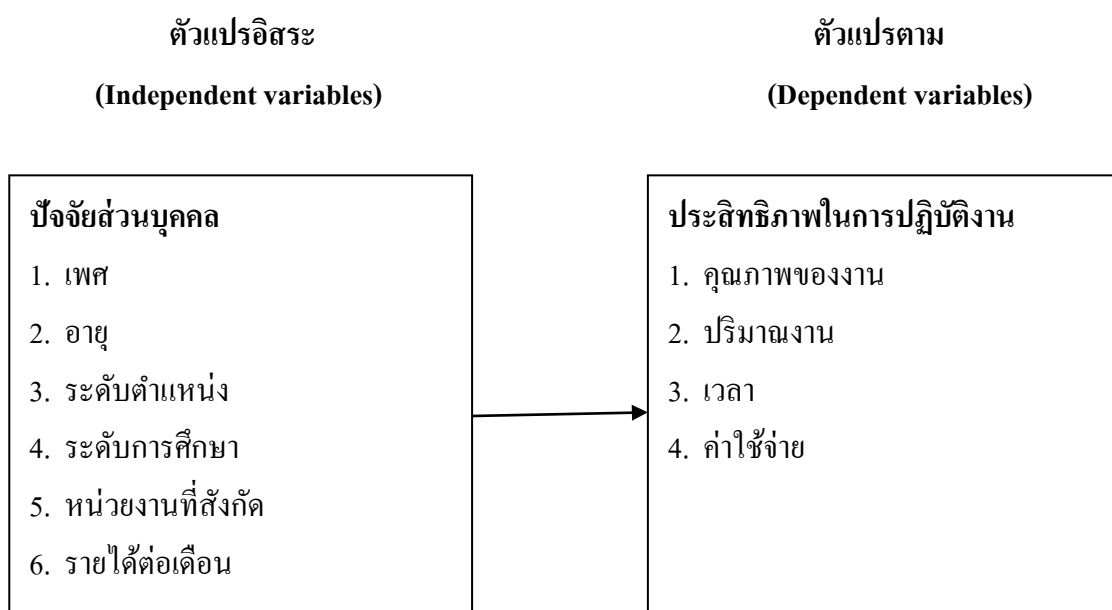 ตัวแปรอิสระ
(Independent variables)
ตัวแปรตาม
(Dependent variables)
ปัจจัยส่วนบุคคล
1. เพศ
2. อายุ
3. ระดับตำแหน่ง
4. ระดับการศึกษา
5. หน่วยงานที่สังกัด
6. รายได้ต่อเดือน
ประสิทธิภาพในการปฏิบัติงาน
1. คุณภาพของงาน
2. ปริมาณงาน
3. เวลา
4. ค่าใช้จ่าย